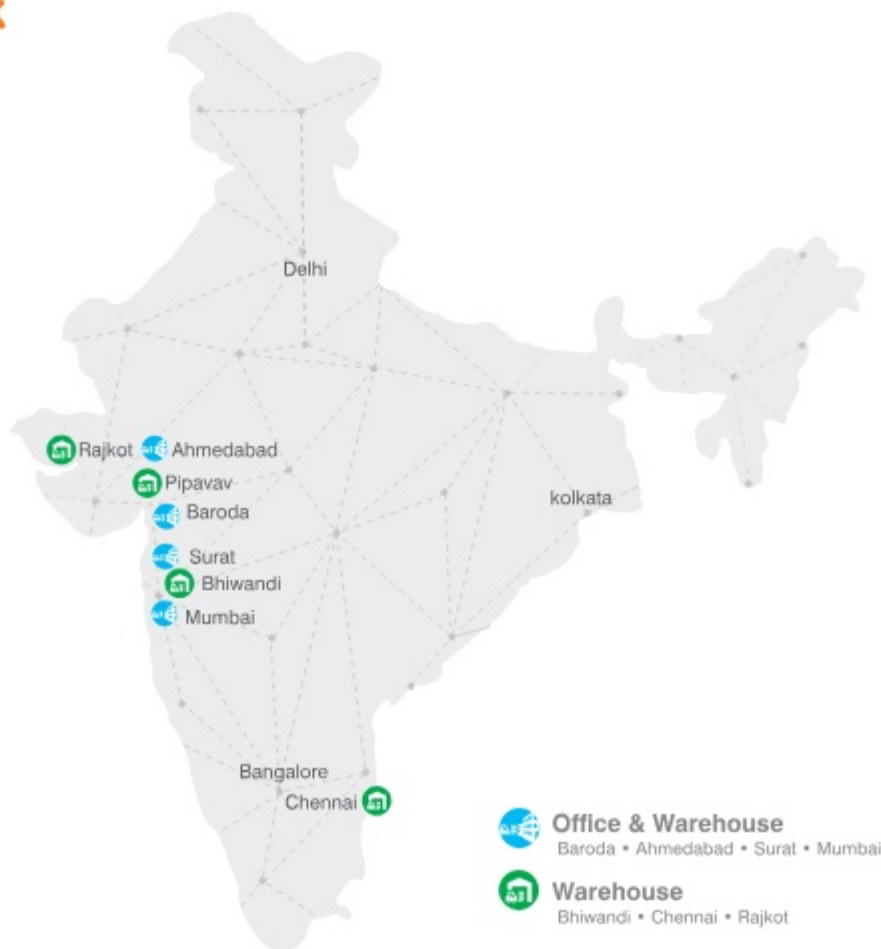 Delhi
Rajkot
Ahmedabad
Pipavav
Baroda
kolkata
Surat
Bhiwandi
Mumbai
Bangalore
Chennai
Office & Warehouse
Baroda • Ahmedabad • Surat • Mumbai
Warehouse
Bhiwandi • Chennai • Rajkot